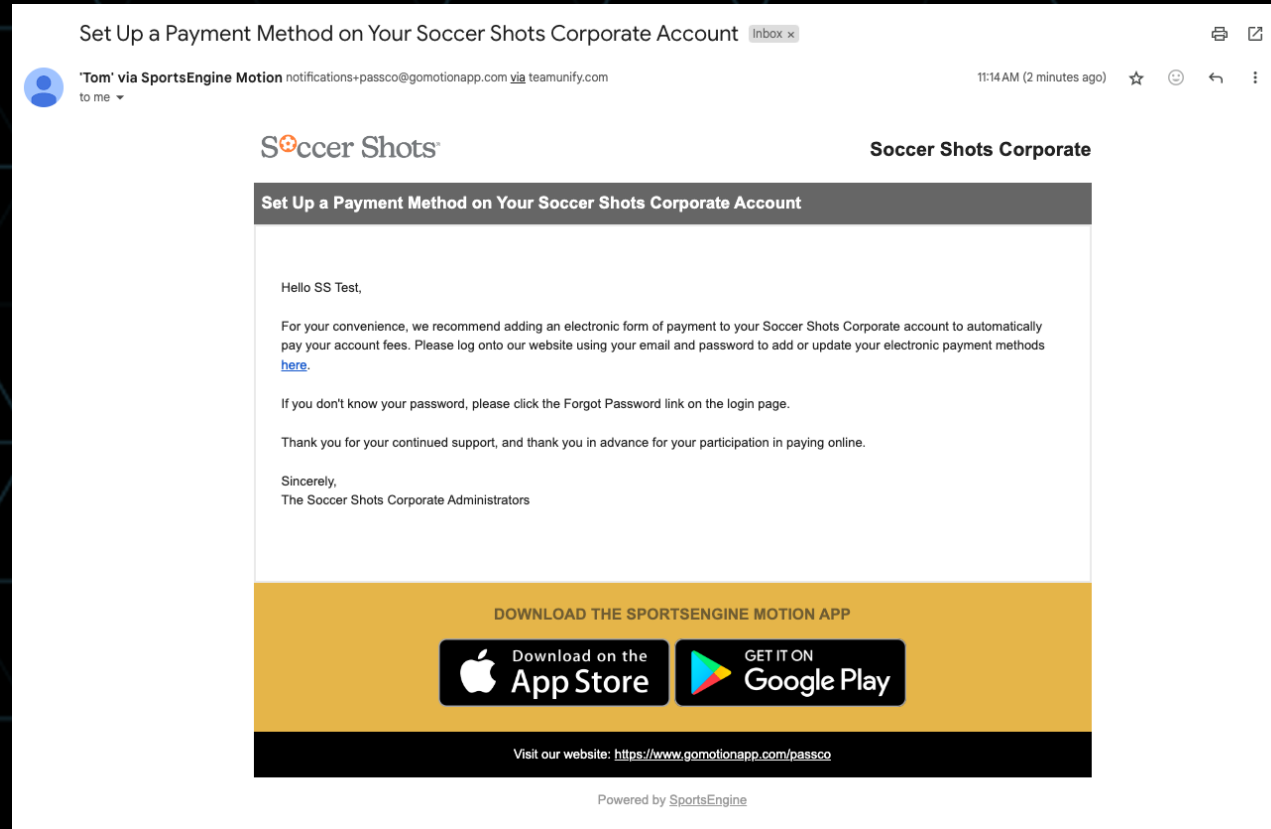 Set Up a Payment Method on Your Soccer Shots Corporate Account Inbox ×
'Tom' via SportsEngine Motion notifications+passco@gomotionapp.com via teamunify.com 11:14 AM (2 minutes ago)
to me
Soccer Shots
Soccer Shots Corporate
Set Up a Payment Method on Your Soccer Shots Corporate Account
Hello SS Test,
For your convenience, we recommend adding an electronic form of payment to your Soccer Shots Corporate account to automatically
pay your account fees. Please log onto our website using your email and password to add or update your electronic payment methods
here.
If you don't know your password, please click the Forgot Password link on the login page.
Thank you for your continued support, and thank you in advance for your participation in paying online.
Sincerely,
The Soccer Shots Corporate Administrators
DOWNLOAD THE SPORTSENGINE MOTION APP
Download on the
App Store
GET IT ON
Google Play
Visit our website: https://www.gomotionapp.com/passco
Powered by SportsEngine